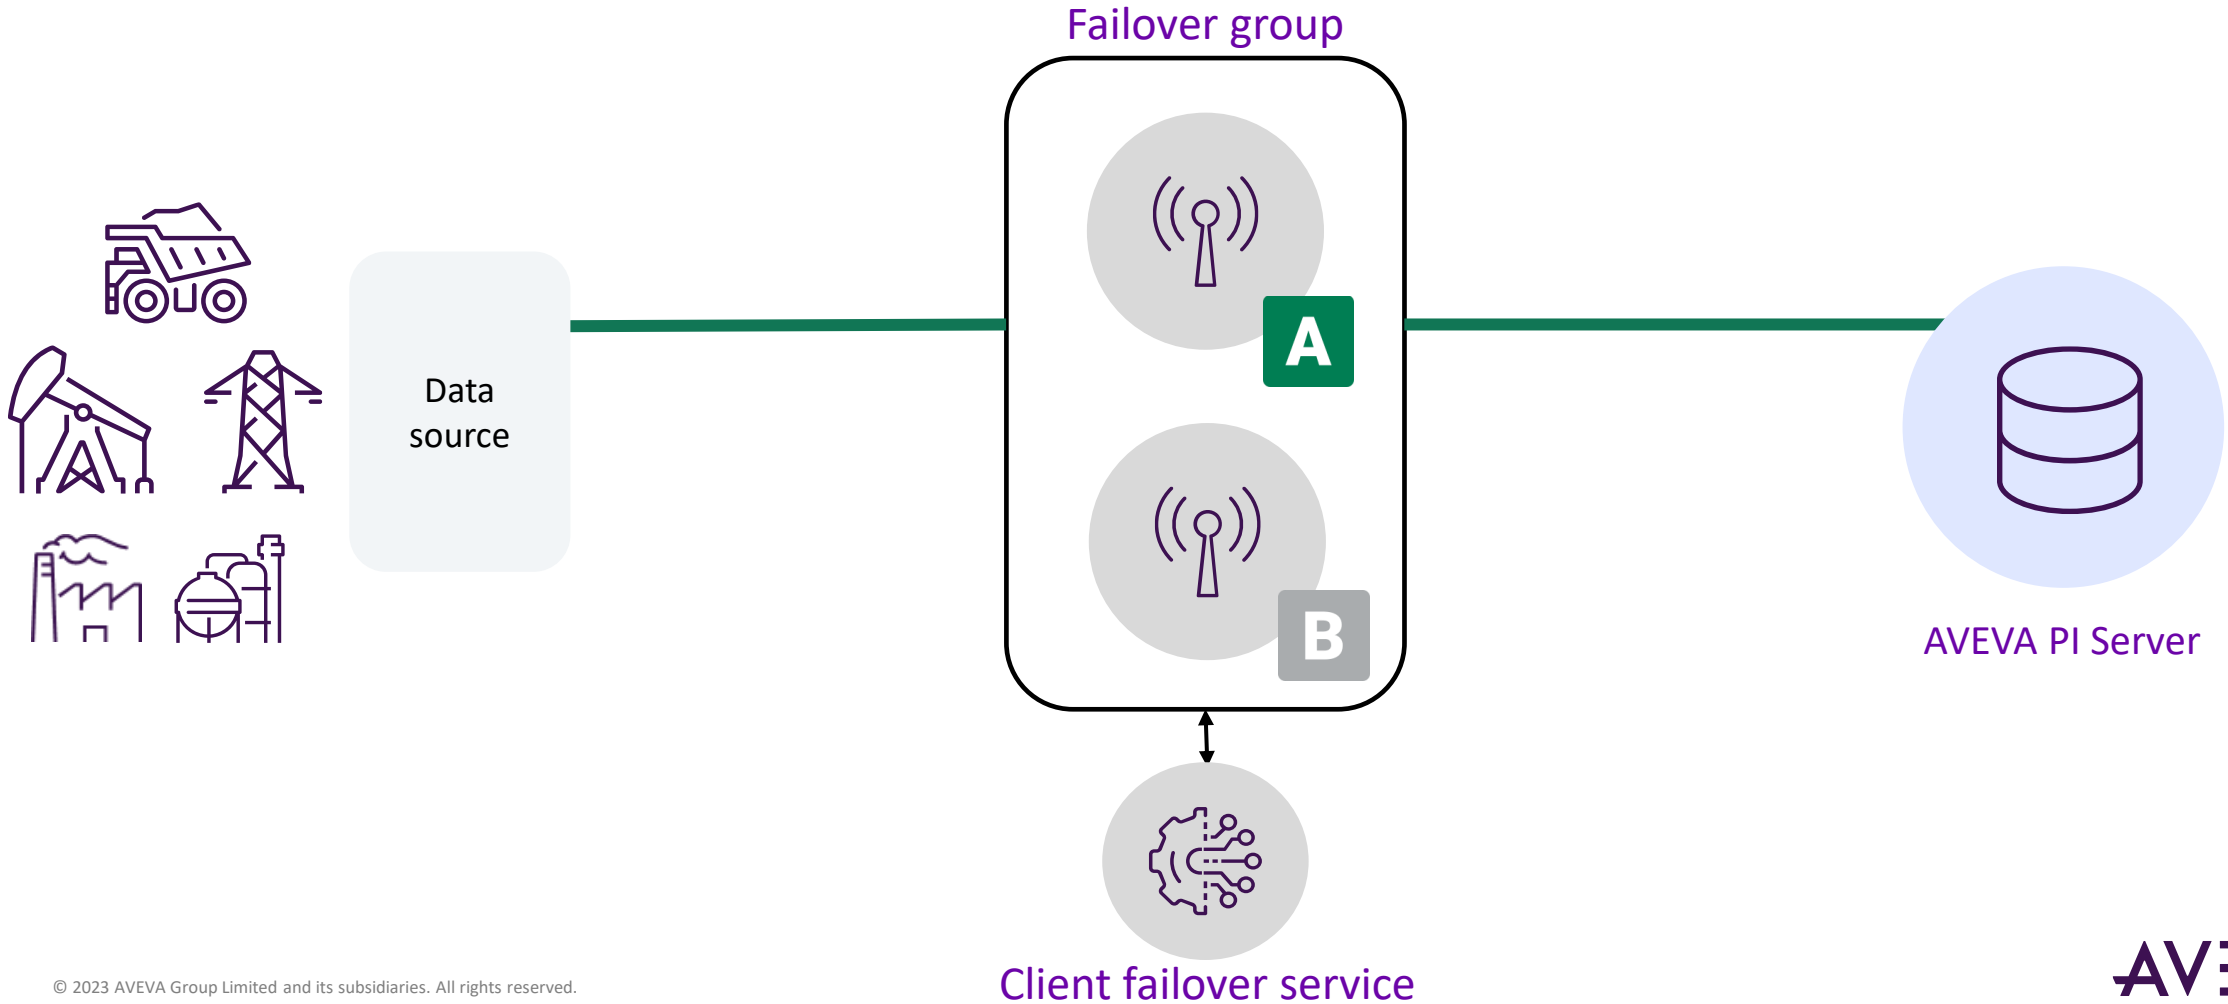 Failover group
A
Data
source
B
AVEVA PI Server
Client failover service
© 2023 AVEVA Group Limited and its subsidiaries. All rights reserved.